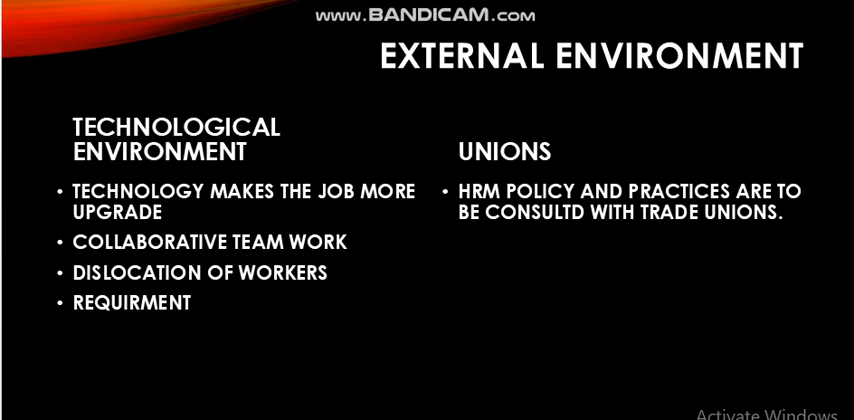 www.BANDICAM.com
EXTERNAL ENVIRONMENT
TECHNOLOGICAL
ENVIRONMENT
• TECHNOLOGY MAKES THE JOB MORE
UPGRADE
• COLLABORATIVE TEAM WORK
• DISLOCATION OF WORKERS
• REQUIRMENT
UNIONS
• HRM POLICY AND PRACTICES ARE TO
BE CONSULTD WITH TRADE UNIONS.
Activate Windows